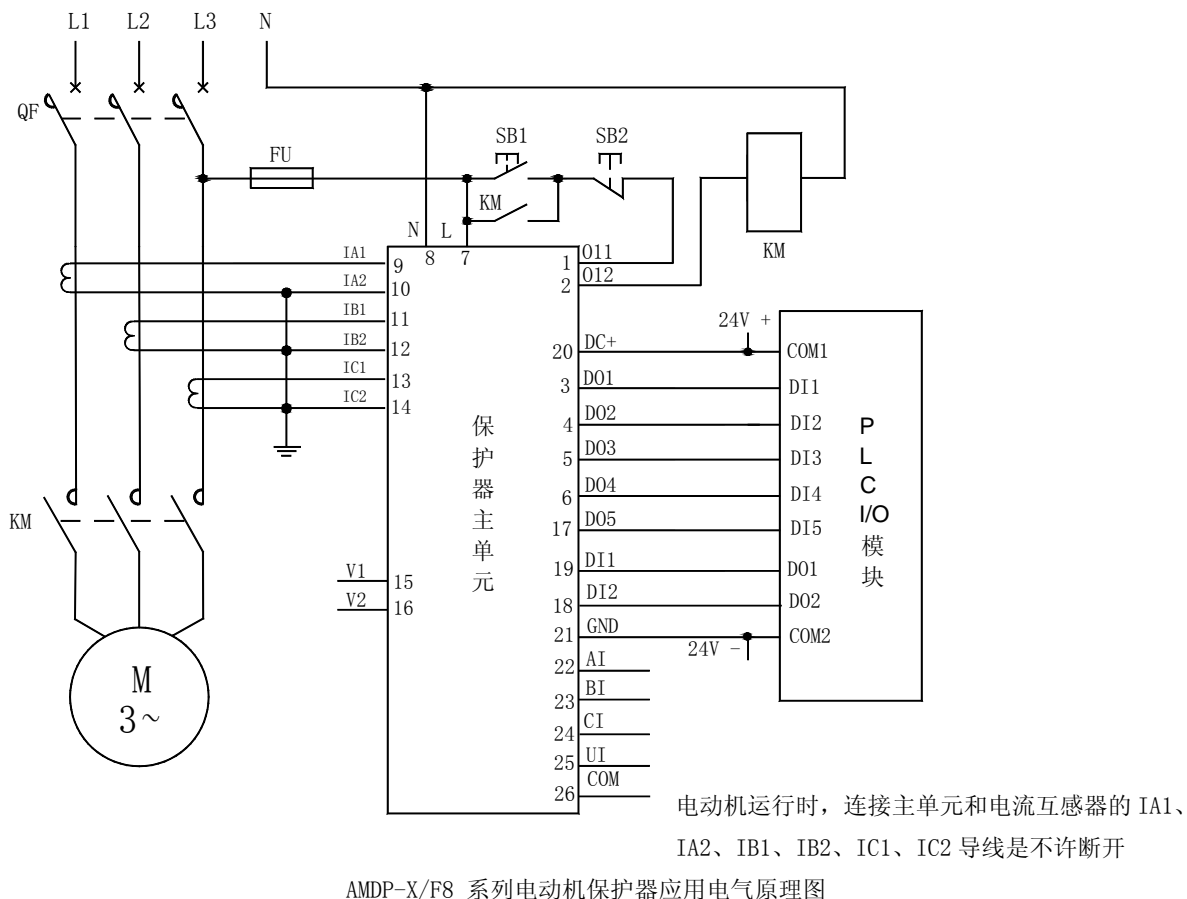 L1 L2 L3 N
QF
FU
SB1 SB2
KM
KM
N L
8 7
IA1 9
IA2 10
IB1 11
IB2 12
IC1 13
IC2 14
1 O11
2 O12
24V +
20 DC+ COM1
3 DO1 DI1
4 DO2 DI2
5 DO3 DI3
6 DO4 DI4
17 DO5 DI5
19 DI1 DO1
18 DI2 DO2
21 GND COM2
24V -
22 AI
23 BI
24 CI
25 UI
26 COM
保护器主单元
PLC I/O 模块
KM
V1 15
V2 16
M
3~
电动机运行时，连接主单元和电流互感器的 IA1、
IA2、IB1、IB2、IC1、IC2 导线是不许断开
AMDP-X/F8 系列电动机保护器应用电气原理图